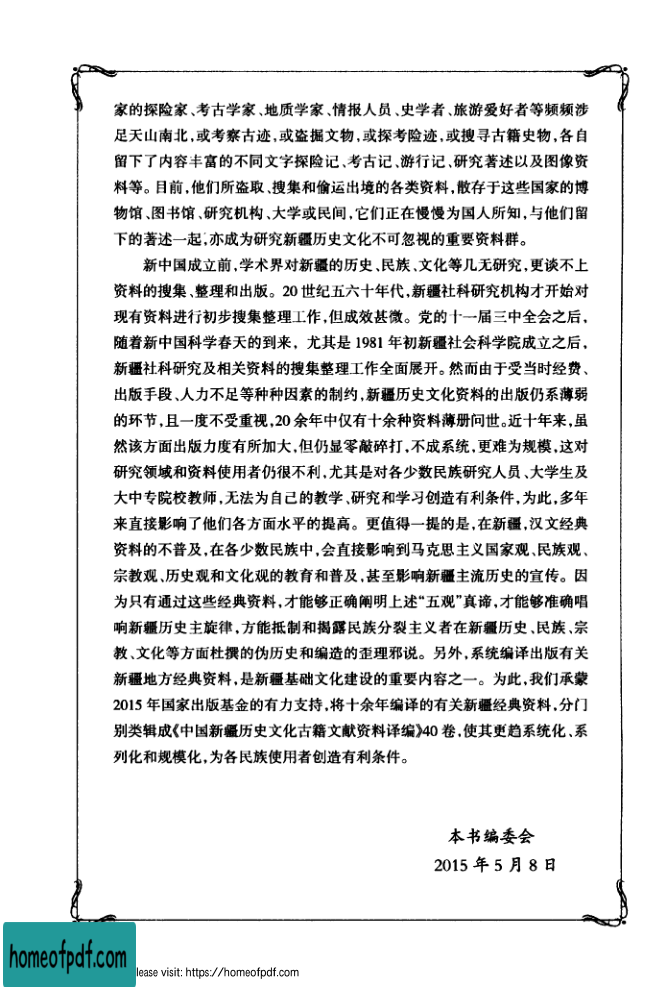 家的探险家、考古学家、地质学家、情报人员、史学者、旅游爱好者等频频涉
足天山南北,或考察古迹,或盗掘文物,或探考险迹,或搜寻古籍史物,各自
留下了内容丰富的不同文字探险记、考古记、游行记、研究著述以及图像资
料等。目前,他们所盗取、搜集和偷运出境的各类资料,散存于这些国家的博
物馆、图书馆、研究机构、大学或民间,它们正在慢慢为国人所知,与他们留
下的著述一起,亦成为研究新疆历史文化不可忽视的重要资料群。
新中国成立前,学术界对新疆的历史、民族、文化等几无研究,更谈不上
资料的搜集、整理和出版。20世纪五六十年代,新疆社科研究机构才开始对
现有资料进行初步搜集整理工作,但成效甚微。党的十一届三中全会之后,
随着新中国科学春天的到来,尤其是1981年初新疆社会科学院成立之后,
新疆社科研究及相关资料的搜集整理工作全面展开。然而由于受当时经费、
出版手段、人力不足等种种因素的制约,新疆历史文化资料的出版仍系薄弱
的环节,且一度不受重视,20余年中仅有十余种资料薄册问世。近十年来,虽
然该方面出版力度有所加大,但仍显零敲碎打,不成系统,更难为规模,这对
研究领域和资料使用者仍很不利,尤其是对各少数民族研究人员、大学生及
大中专院校教师,无法为自己的教学、研究和学习创造有利条件,为此,多年
来直接影响了他们各方面水平的提高。更值得一提的是,在新疆,汉文经典
资料的不普及,在各少数民族中,会直接影响到马克思主义国家观、民族观、
宗教观、历史观和文化观的教育和普及,甚至影响新疆主流历史的宣传。因
为只有通过这些经典资料,才能够正确阐明上述“五观”真谛,才能够准确唱
响新疆历史主旋律,方能抵制和揭露民族分裂主义者在新疆历史、民族、宗
教、文化等方面杜撰的伪历史和编造的歪理邪说。另外,系统编译出版有关
新疆地方经典资料,是新疆基础文化建设的重要内容之一。为此,我们承蒙
2015年国家出版基金的有力支持,将十余年编译的有关新疆经典资料,分门
别类辑成《中国新疆历史文化古籍文献资料译编》40卷,使其更趋系统化、系
列化和规模化,为各民族使用者创造有利条件。
本书编委会
2015年5月8日
homeofpdf.com
lease visit: https://homeofpdf.com